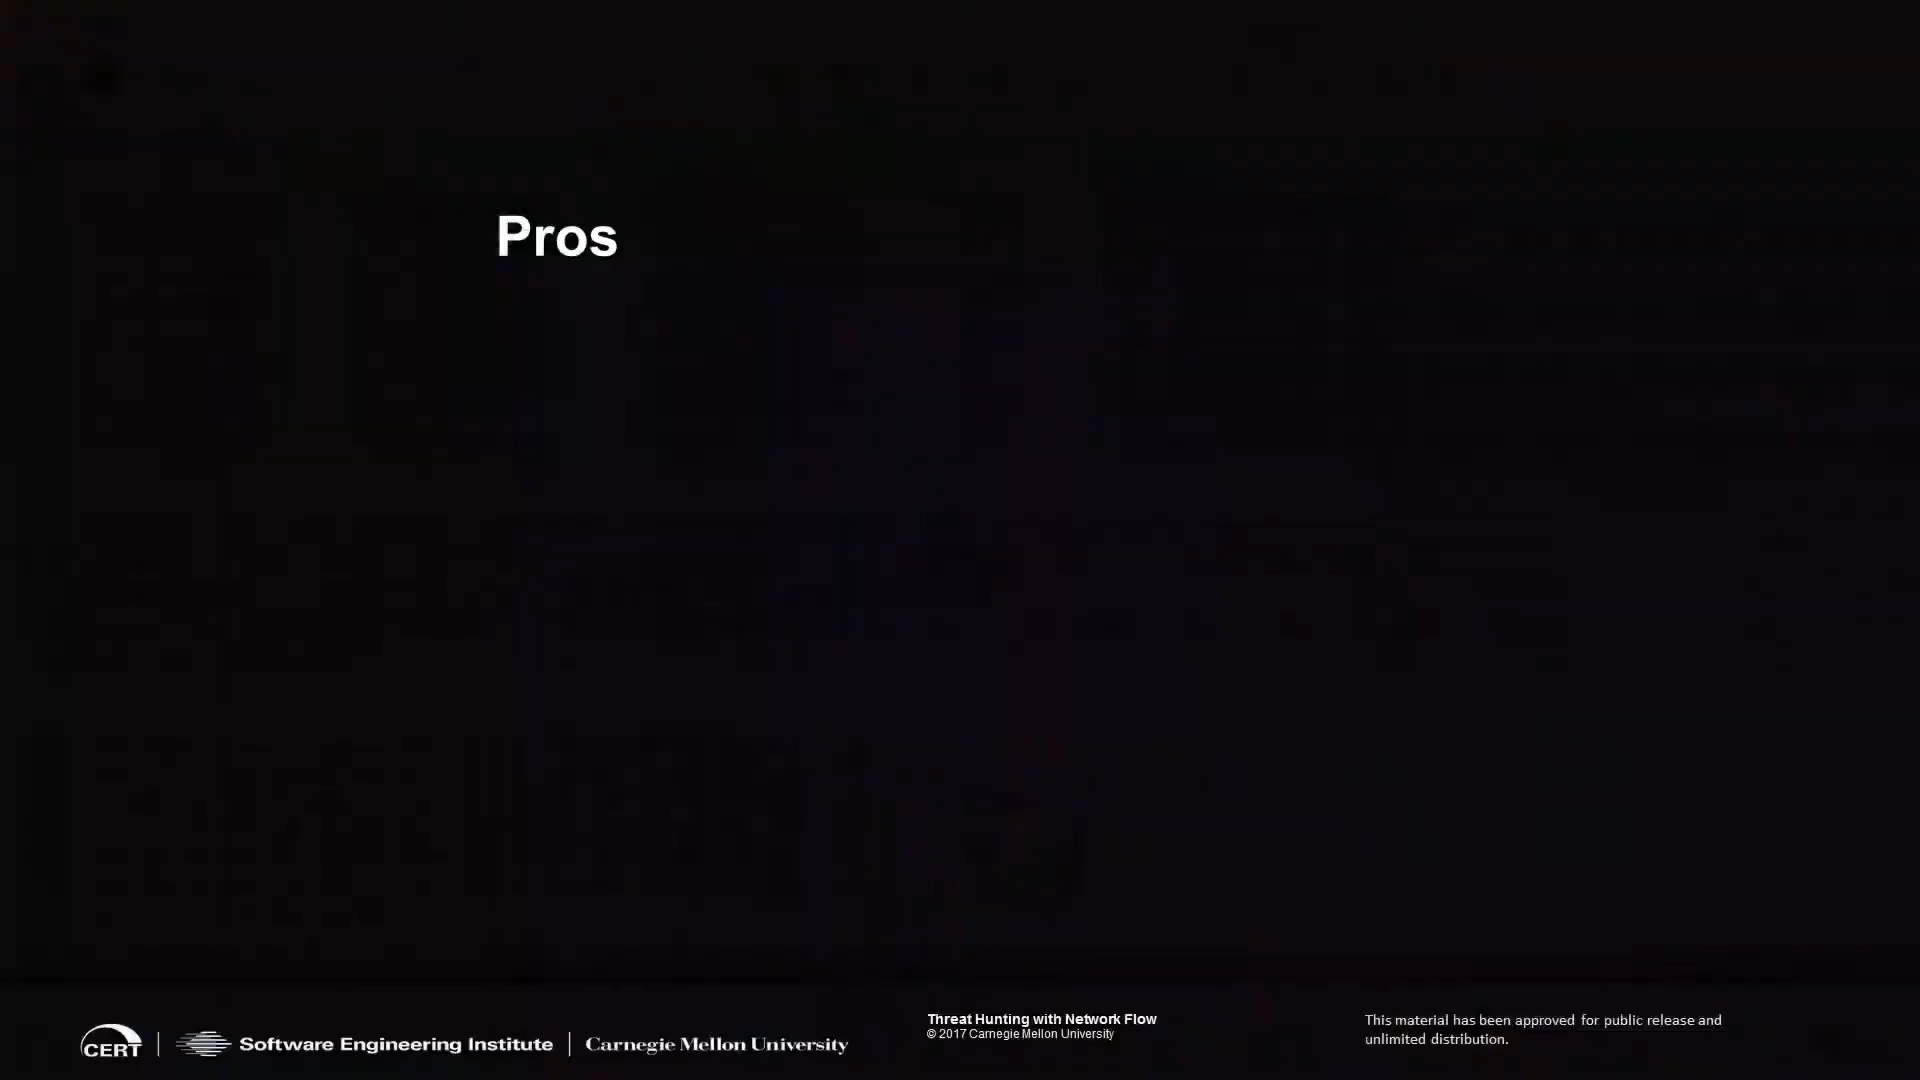 Pros
CERT | Software Engineering Institute | Carnegie Mellon University
Threat Hunting with Network Flow
© 2017 Carnegie Mellon University
This material has been approved for public release and
unlimited distribution.